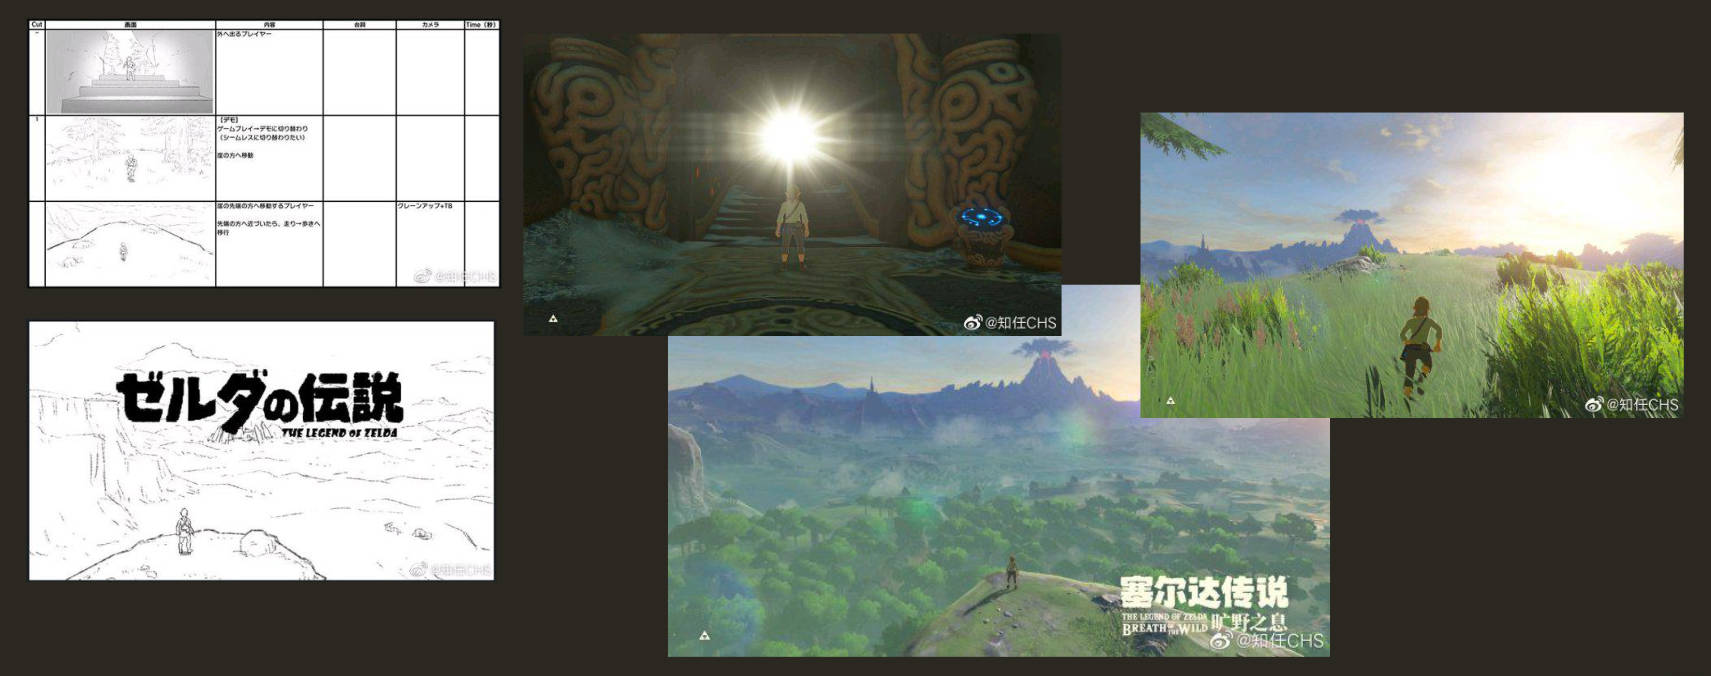 Cut 画面 内容 台詞 カメラ Time（秒）
外へ出るプレイヤー
1
【デモ】
ゲームプレイ→デモに切り替わり
（シームレスに切り替わりたい）
崖の方へ移動
崖の先端の方へ移動するプレイヤー
クレーンアップ+TB
先端の方へ近づいたら、走り→歩きへ
移行
@知任CHS
ゼルダの伝説
THE LEGEND OF ZELDA
@知任CHS
@知任CHS
@知任CHS
塞尔达传说
THE LEGEND OF ZELDA
BREATH OF THE WILD
旷野之息
@知任CHS